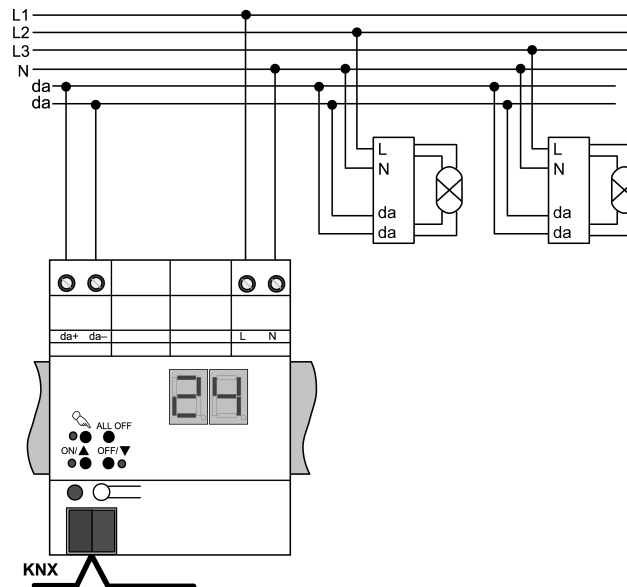 L1
L2
L3
N
da
da
L
N
da
da
L
N
da
da
da+ da– L N
24
ALL OFF
ON/▲ OFF/▼
KNX